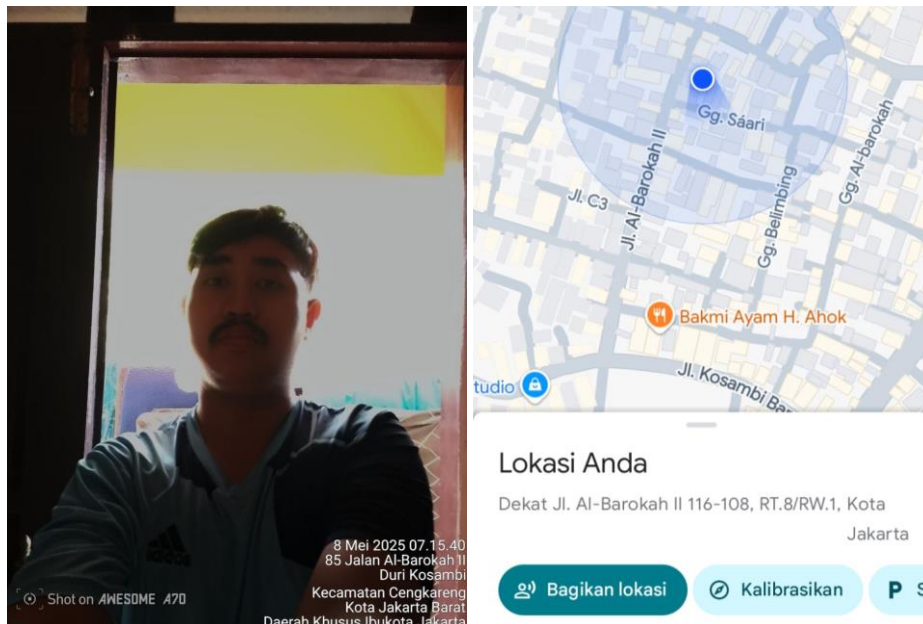 adidas
8 Mei 2025 07.15.40
85 Jalan Al-Barokah II
Duri Kosambi
Kecamatan Cengkareng
Kota Jakarta Barat
Daerah Khusus Ibukota Jakarta
Shot on AWESOME A70
Gg. Sáari
Jl. Al-Barokah II
Jl. C3
Gg. Belimbing
Gg. Al-barokah
Bakmi Ayam H. Ahok
tudio
Jl. Kosambi Ba
Lokasi Anda
Dekat Jl. Al-Barokah II 116-108, RT.8/RW.1, Kota
Jakarta
Bagikan lokasi
Kalibrasikan
P S